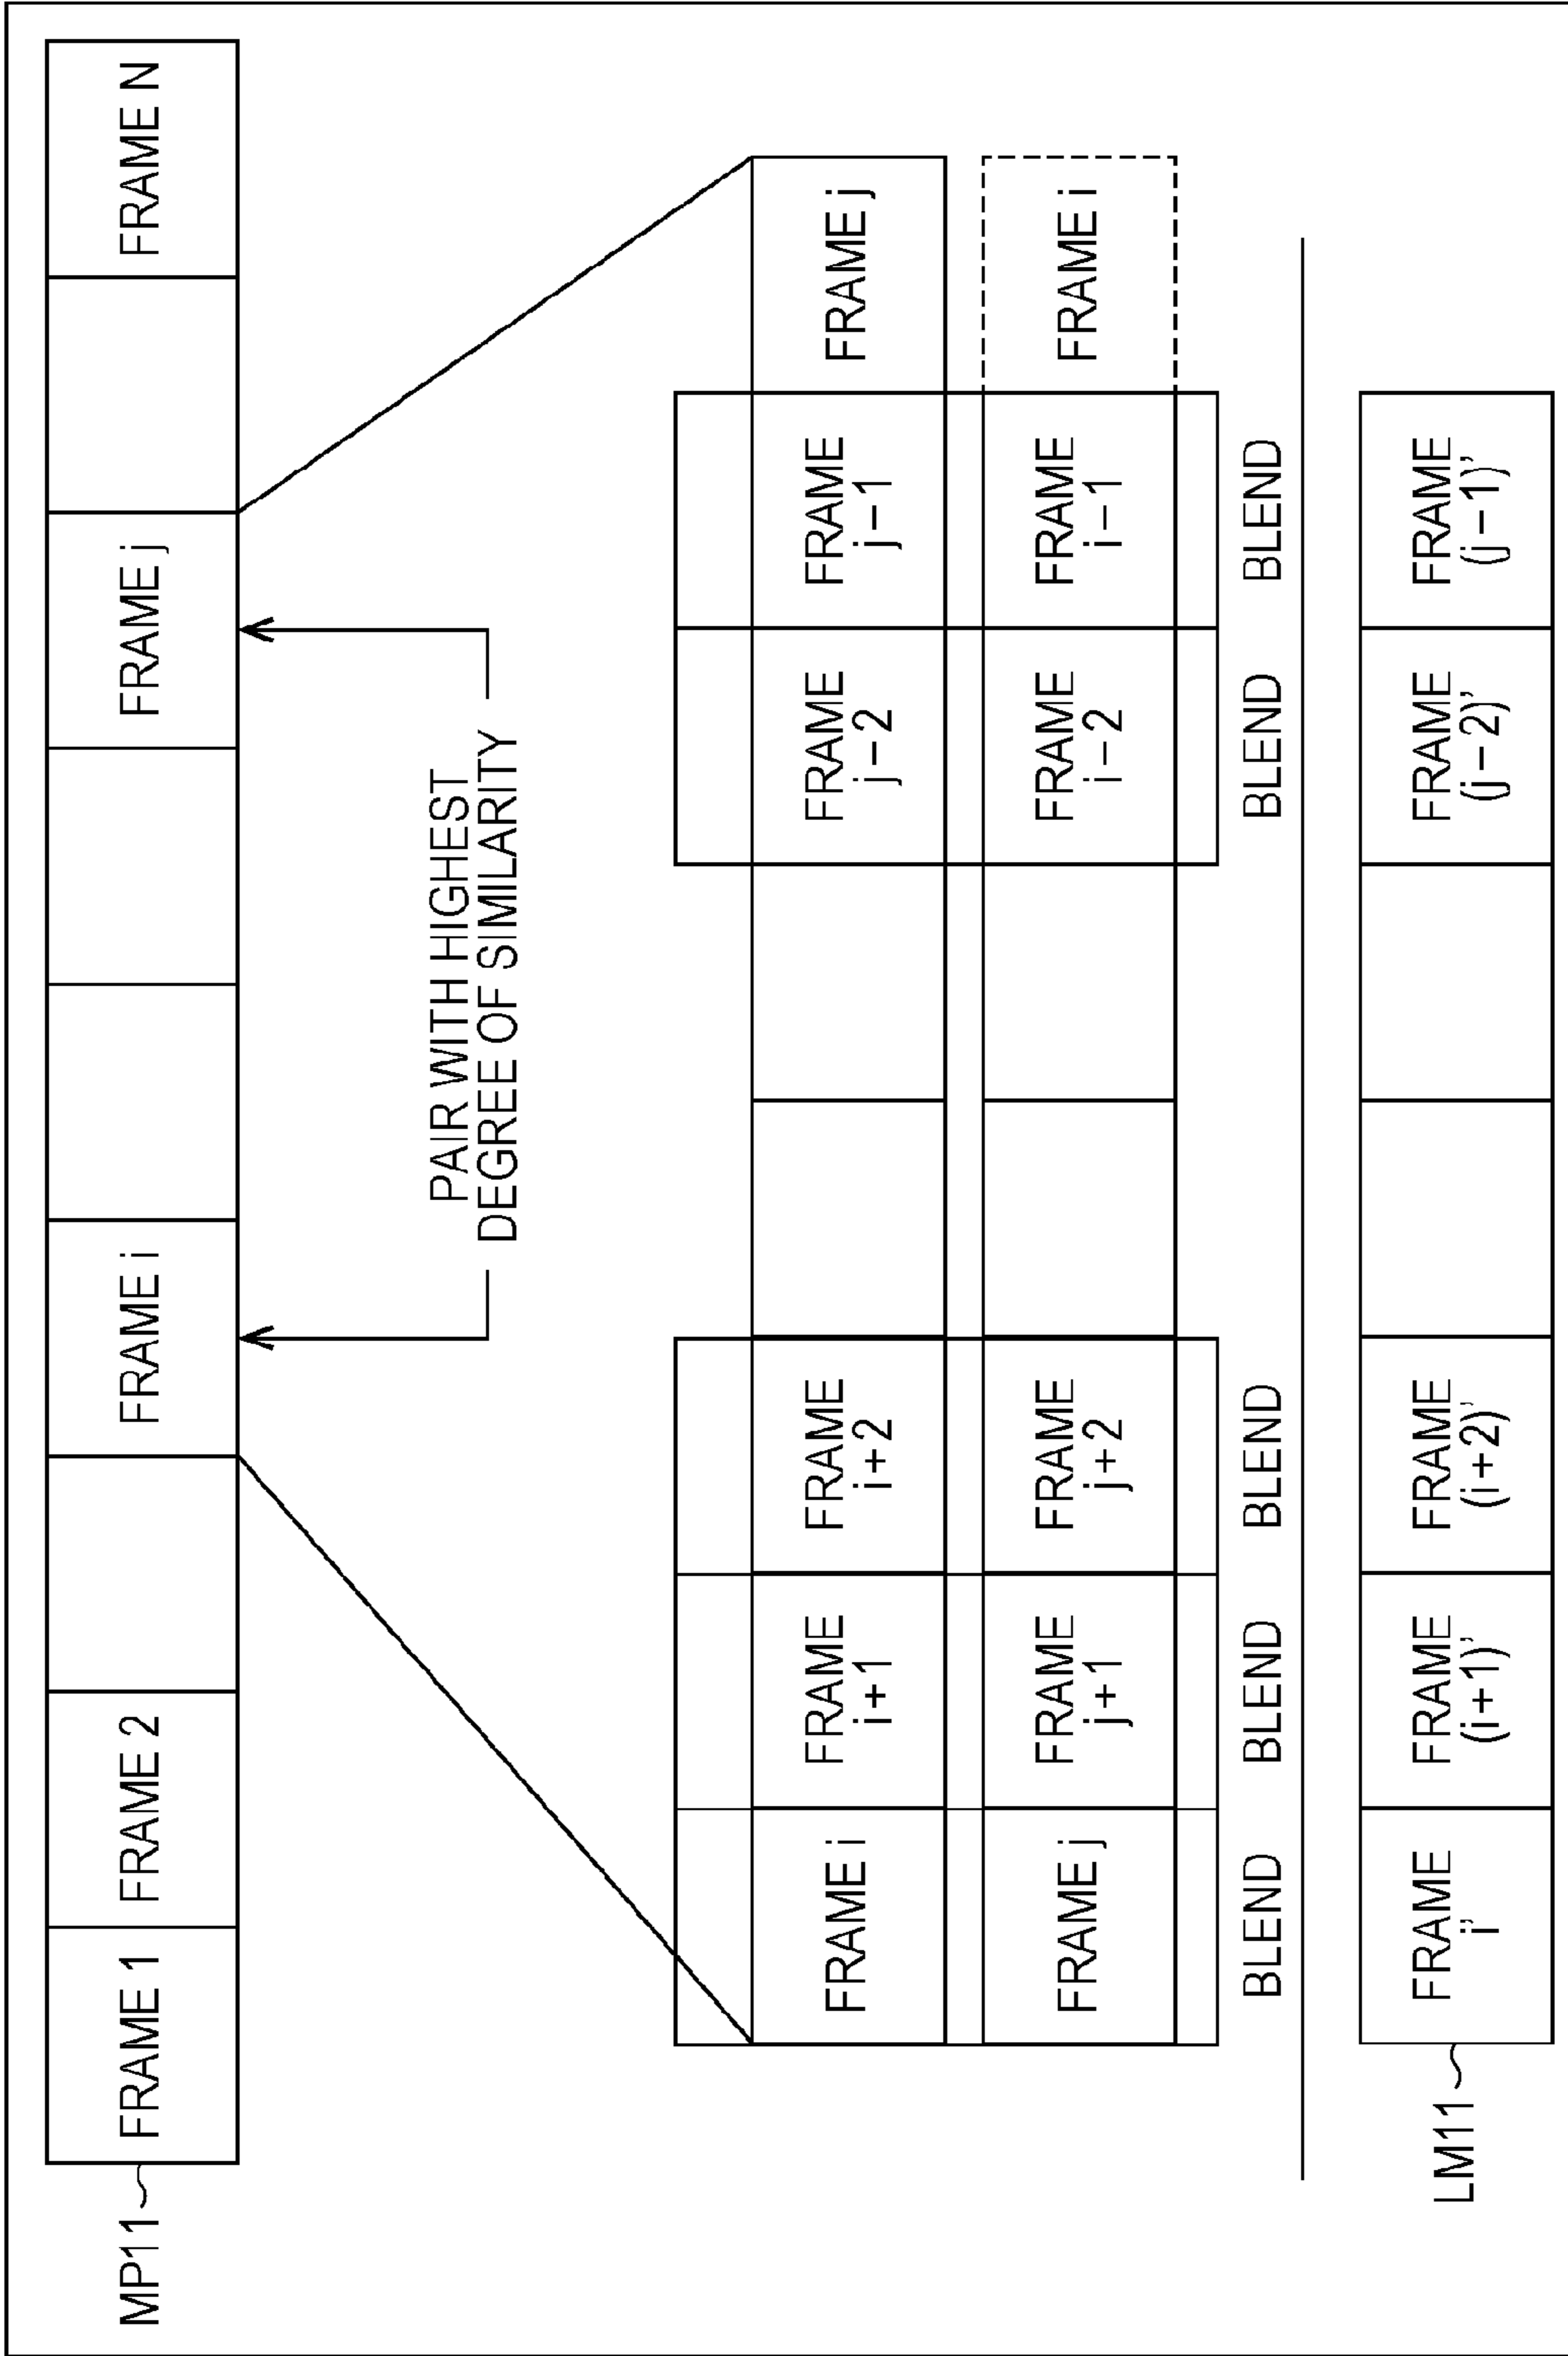 MP11
FRAME 1
FRAME 2
FRAME i
FRAME j
FRAME N
PAIR WITH HIGHEST
DEGREE OF SIMILARITY
FRAME i
FRAME
i+1
FRAME
i+2
FRAME
j−2
FRAME
j−1
FRAME j
FRAME j
FRAME
j+1
FRAME
j+2
FRAME
i−2
FRAME
i−1
FRAME i
BLEND
BLEND
BLEND
BLEND
BLEND
LM11
FRAME
i'
FRAME
(i+1)'
FRAME
(i+2)'
FRAME
(j−2)'
FRAME
(j−1)'